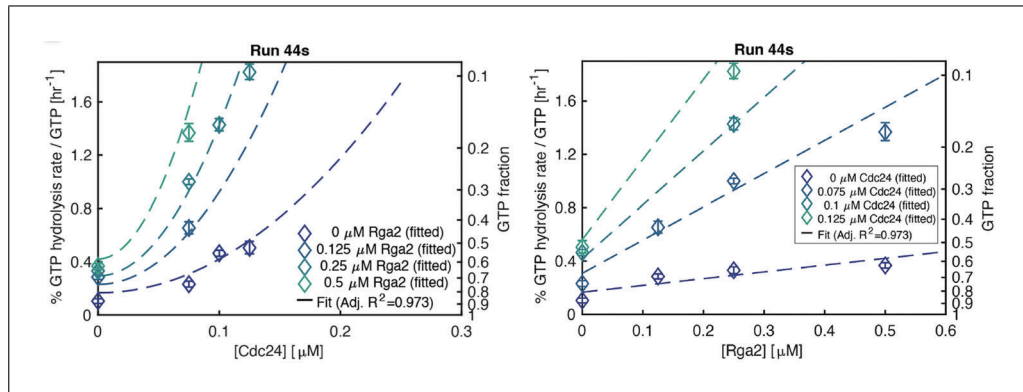 Run 44s
% GTP hydrolysis rate / GTP [hr⁻¹]
1.6
1.2
0.8
0.4
0
0
0.1
0.2
0.3
[Cdc24] [ μM]
0.1
0.2
0.3
0.4
0.5
0.6
0.7
0.8
0.9
1
GTP fraction
0 μM Rga2 (fitted)
0.125 μM Rga2 (fitted)
0.25 μM Rga2 (fitted)
0.5 μM Rga2 (fitted)
Fit (Adj. R²=0.973)
Run 44s
% GTP hydrolysis rate / GTP [hr⁻¹]
1.6
1.2
0.8
0.4
0
0
0.1
0.2
0.3
0.4
0.5
0.6
[Rga2] [ μM]
0.1
0.2
0.3
0.4
0.5
0.6
0.7
0.8
0.9
1
GTP fraction
0 μM Cdc24 (fitted)
0.075 μM Cdc24 (fitted)
0.1 μM Cdc24 (fitted)
0.125 μM Cdc24 (fitted)
Fit (Adj. R²=0.973)